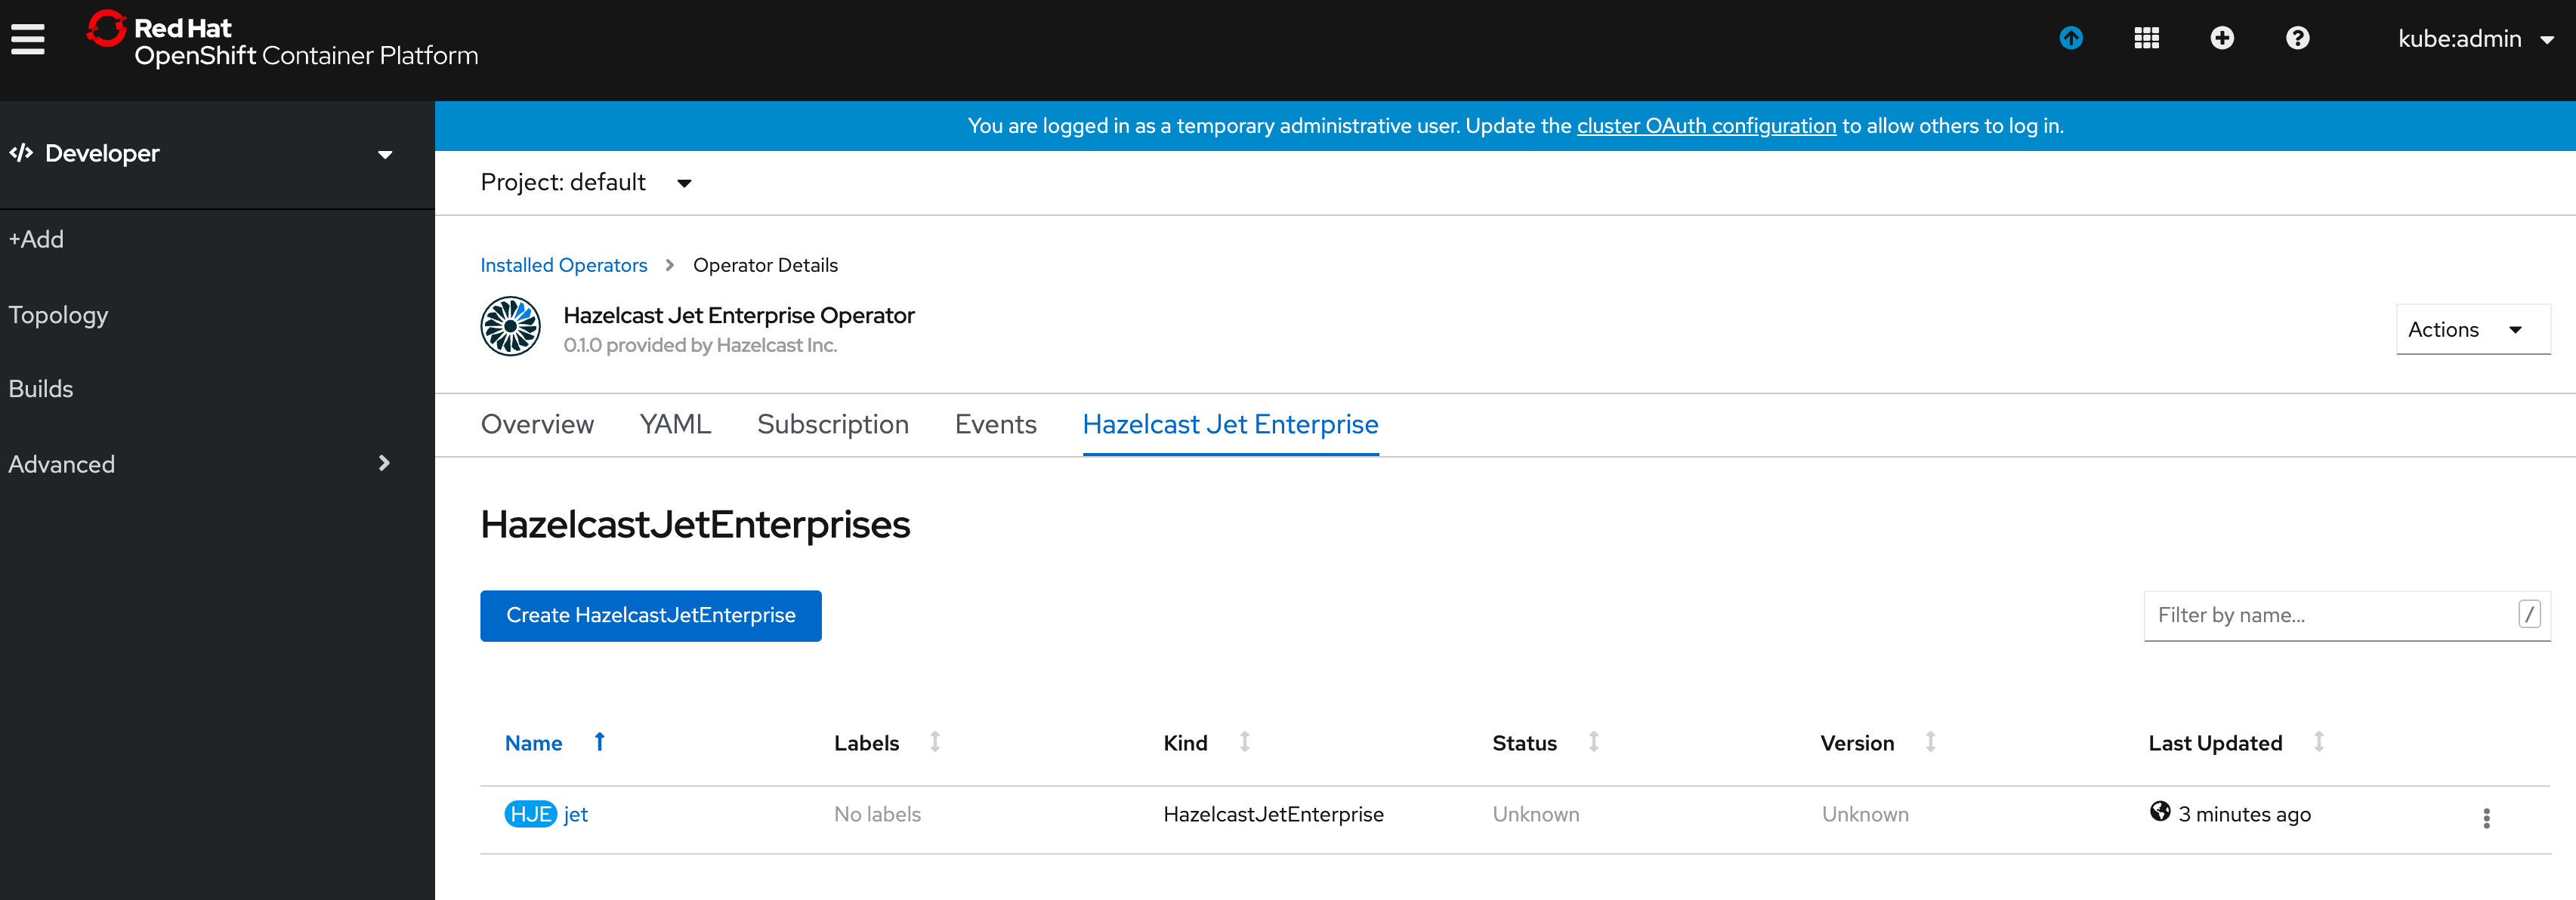 Red Hat
OpenShift Container Platform
kube:admin
</> Developer
+Add
Topology
Builds
Advanced
You are logged in as a temporary administrative user. Update the cluster OAuth configuration to allow others to log in.
Project: default
Installed Operators > Operator Details
Hazelcast Jet Enterprise Operator
0.1.0 provided by Hazelcast Inc.
Actions
Overview YAML Subscription Events Hazelcast Jet Enterprise
HazelcastJetEnterprises
Create HazelcastJetEnterprise
Filter by name... /
Name Labels Kind Status Version Last Updated
HJE jet No labels HazelcastJetEnterprise Unknown Unknown 3 minutes ago